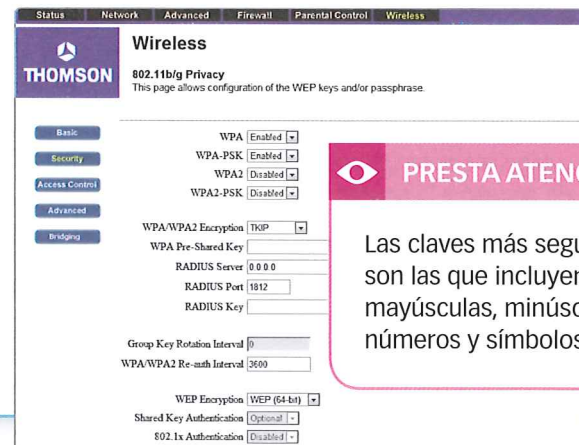 Status Network Advanced Firewall Parental Control Wireless
THOMSON
Wireless
802.11b/g Privacy
This page allows configuration of the WEP keys and/or passphrase.
Basic
Security
Access Control
Advanced
Bridging
WPA Enabled
WPA-PSK Enabled
WPA2 Disabled
WPA2-PSK Disabled
WPA/WPA2 Encryption TKIP
WPA Pre-Shared Key
RADIUS Server 0.0.0.0
RADIUS Port 1812
RADIUS Key
Group Key Rotation Interval 0
WPA/WPA2 Re-auth Interval 3600
WEP Encryption WEP (64-bit)
Shared Key Authentication Optional
802.1x Authentication Disabled
PRESTA ATEN
Las claves más segu
son las que incluye
mayúsculas, minúsc
números y símbolos